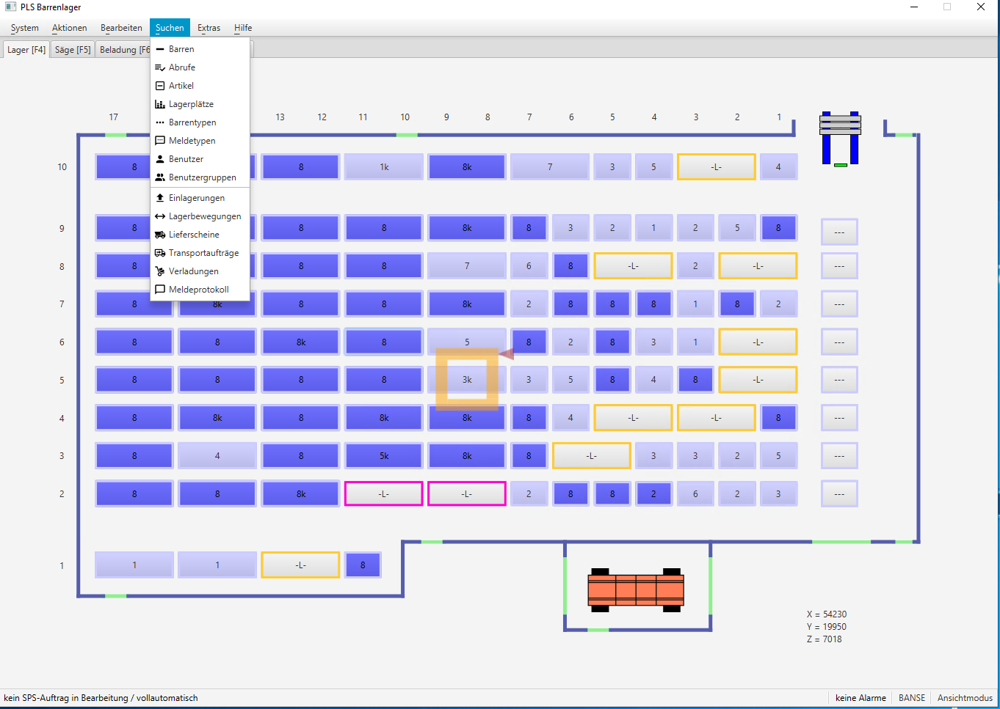 PLS Barrenlager
System Aktionen Bearbeiten Suchen Extras Hilfe
Lager [F4] Säge [F5] Beladung [F6
Barren
Abrufe
Artikel
Lagerplätze
Barrentypen
Meldetypen
Benutzer
Benutzergruppen
Einlagerungen
Lagerbewegungen
Lieferscheine
Transportaufträge
Verladungen
Meldeprotokoll
17 13 12 11 10 9 8 7 6 5 4 3 2 1
10 8 8 1k 8k 7 3 5 -L- 4
9 8 8 8 8k 8 3 2 1 2 5 8 ---
8 8 8 8 7 6 8 -L- 2 -L- ---
7 8 8k 8 8 8k 2 8 8 8 1 8 2 ---
6 8 8 8k 8 5 8 2 8 3 1 -L- ---
5 8 8 8 8 3k 3 5 8 4 8 -L- ---
4 8 8k 8 8k 8k 8 4 -L- -L- 8 ---
3 8 4 8 5k 8k 8 -L- 3 3 2 5 ---
2 8 8 8k -L- -L- 2 8 8 2 6 2 3 ---
1 1 1 -L- 8
X = 54230
Y = 19950
Z = 7018
kein SPS-Auftrag in Bearbeitung / vollautomatisch keine Alarme BANSE Ansichtmodus